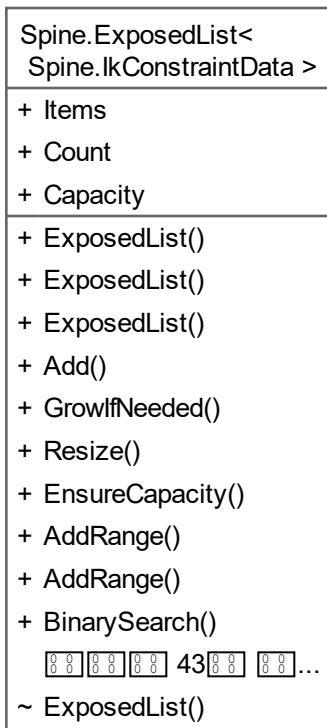 Spine.ExposedList<
Spine.IkConstraintData >
+ Items
+ Count
+ Capacity
+ ExposedList()
+ ExposedList()
+ ExposedList()
+ Add()
+ GrowIfNeeded()
+ Resize()
+ EnsureCapacity()
+ AddRange()
+ AddRange()
+ BinarySearch()
43 ...
~ ExposedList()